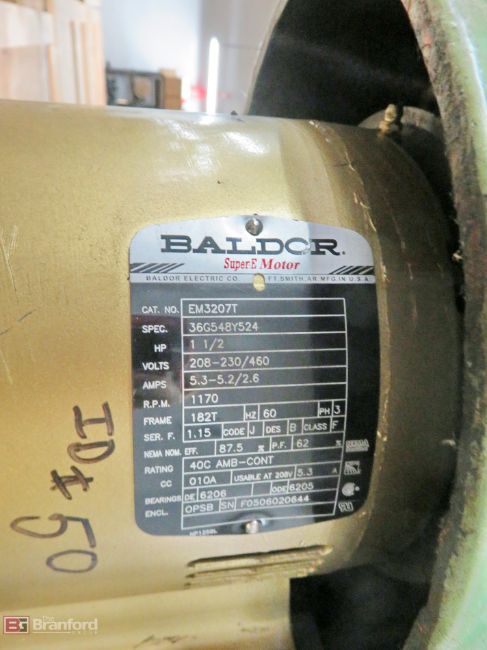 BALDOR
Super-E Motor
BALDOR ELECTRIC CO. FT. SMITH, AR MFG. IN U.S.A.
CAT. NO. EM3207T
SPEC. 36G548Y524
HP 1 1/2
VOLTS 208-230/460
AMPS 5.3-5.2/2.6
R.P.M. 1170
FRAME 182T HZ 60 PH 3
SER. F. 1.15 CODE J DES B CLASS F
NEMA NOM. EFF. 87.5 % P.F. 62 %
RATING 40C AMB-CONT
CC 010A USABLE AT 208V 5.3 A
BEARINGS DE 6206 ODE 6205
ENCL. OPSB SN F0506020644
ID # 50
BG The Branford